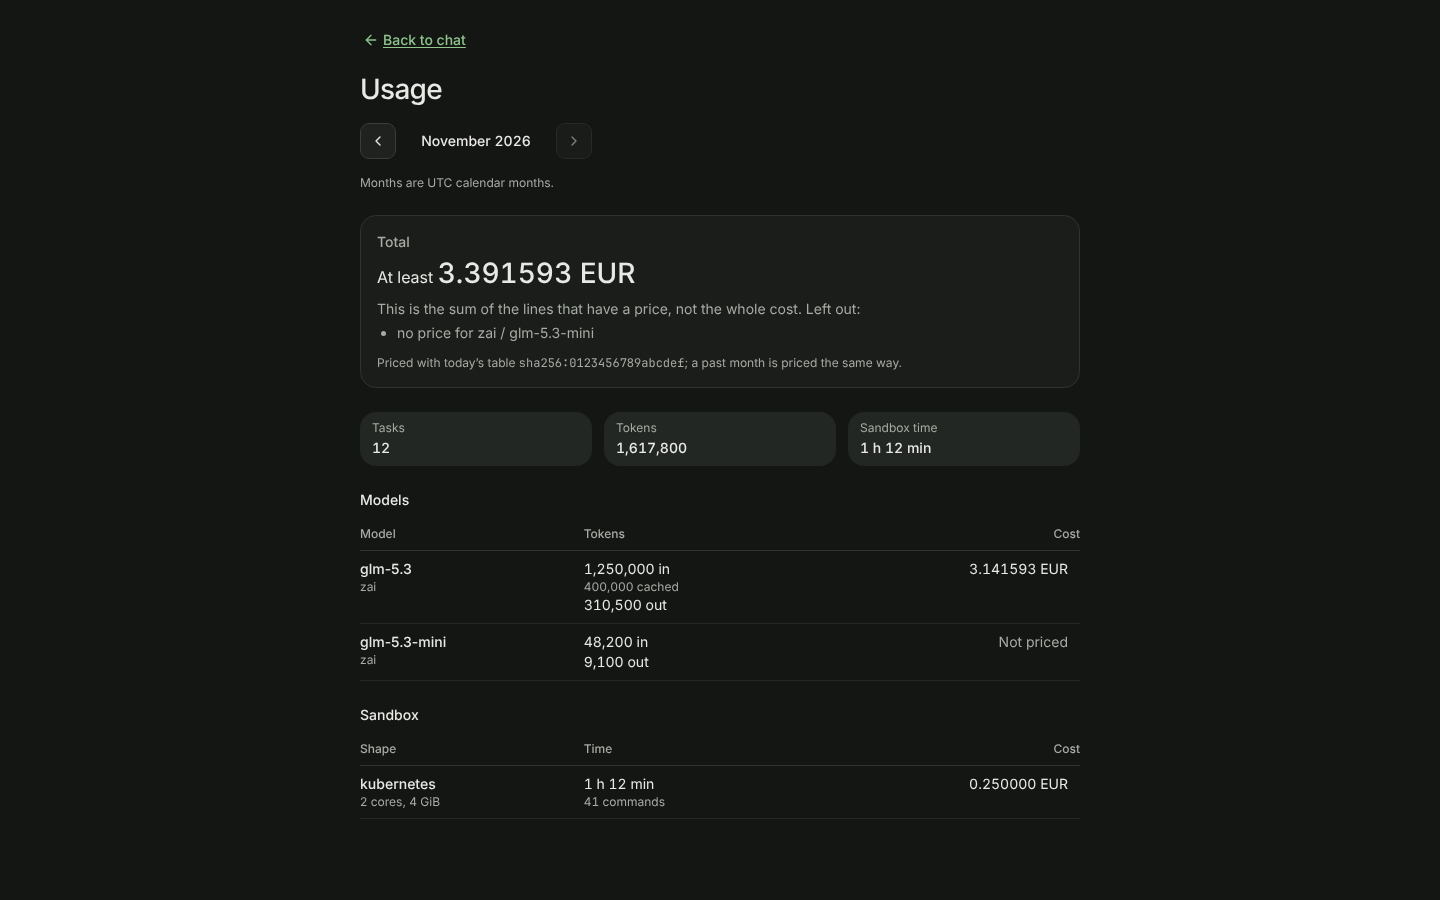 Back to chat
Usage
November 2026
Months are UTC calendar months.
Total
At least 3.391593 EUR
This is the sum of the lines that have a price, not the whole cost. Left out:
• no price for zai / glm-5.3-mini
Priced with today’s table sha256:0123456789abcdef; a past month is priced the same way.
Tasks Tokens Sandbox time
12 1,617,800 1 h 12 min
Models
Model Tokens Cost
glm-5.3 1,250,000 in 3.141593 EUR
zai 400,000 cached
310,500 out
glm-5.3-mini 48,200 in Not priced
zai 9,100 out
Sandbox
Shape Time Cost
kubernetes 1 h 12 min 0.250000 EUR
2 cores, 4 GiB 41 commands